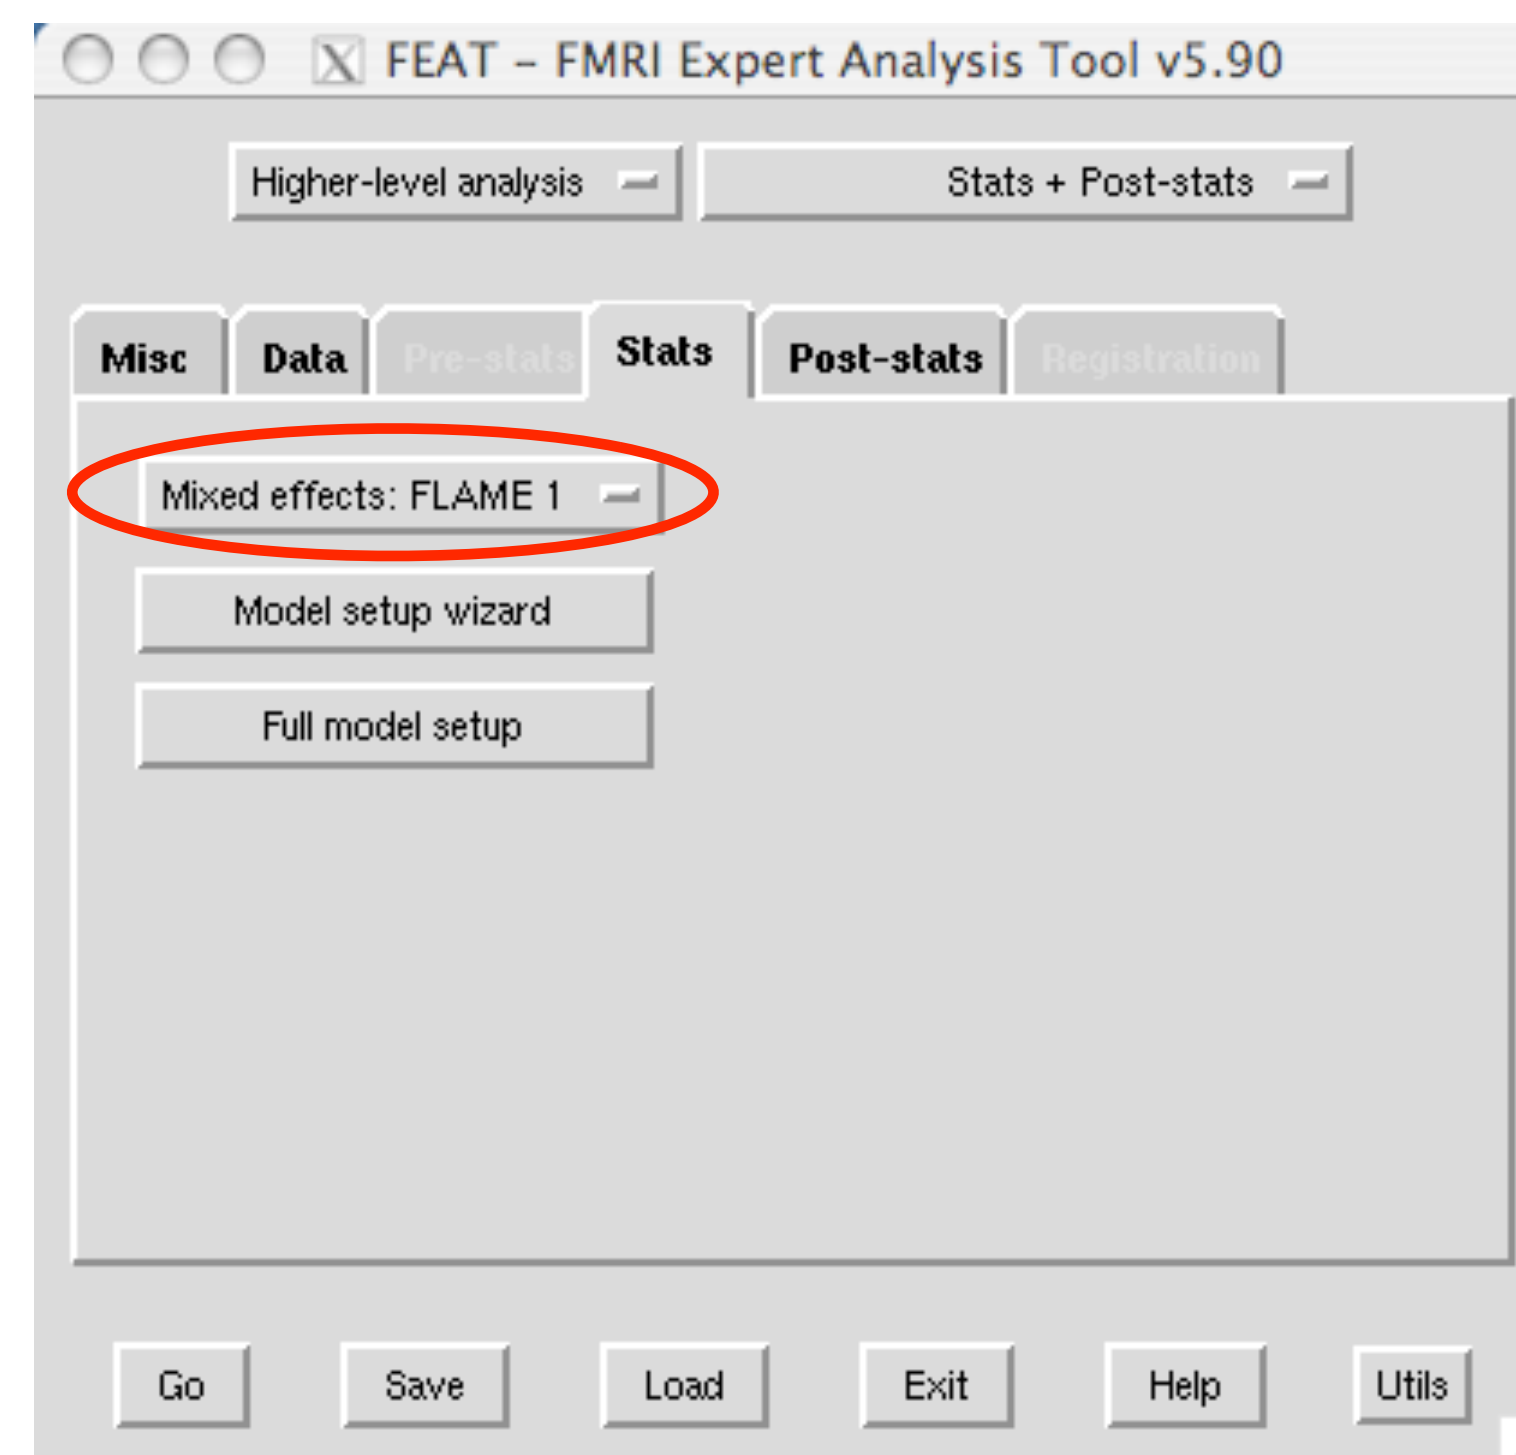 X FEAT – FMRI Expert Analysis Tool v5.90
Higher-level analysis Stats + Post-stats
Misc Data Pre-stats Stats Post-stats Registration
Mixed effects: FLAME 1
Model setup wizard
Full model setup
Go Save Load Exit Help Utils